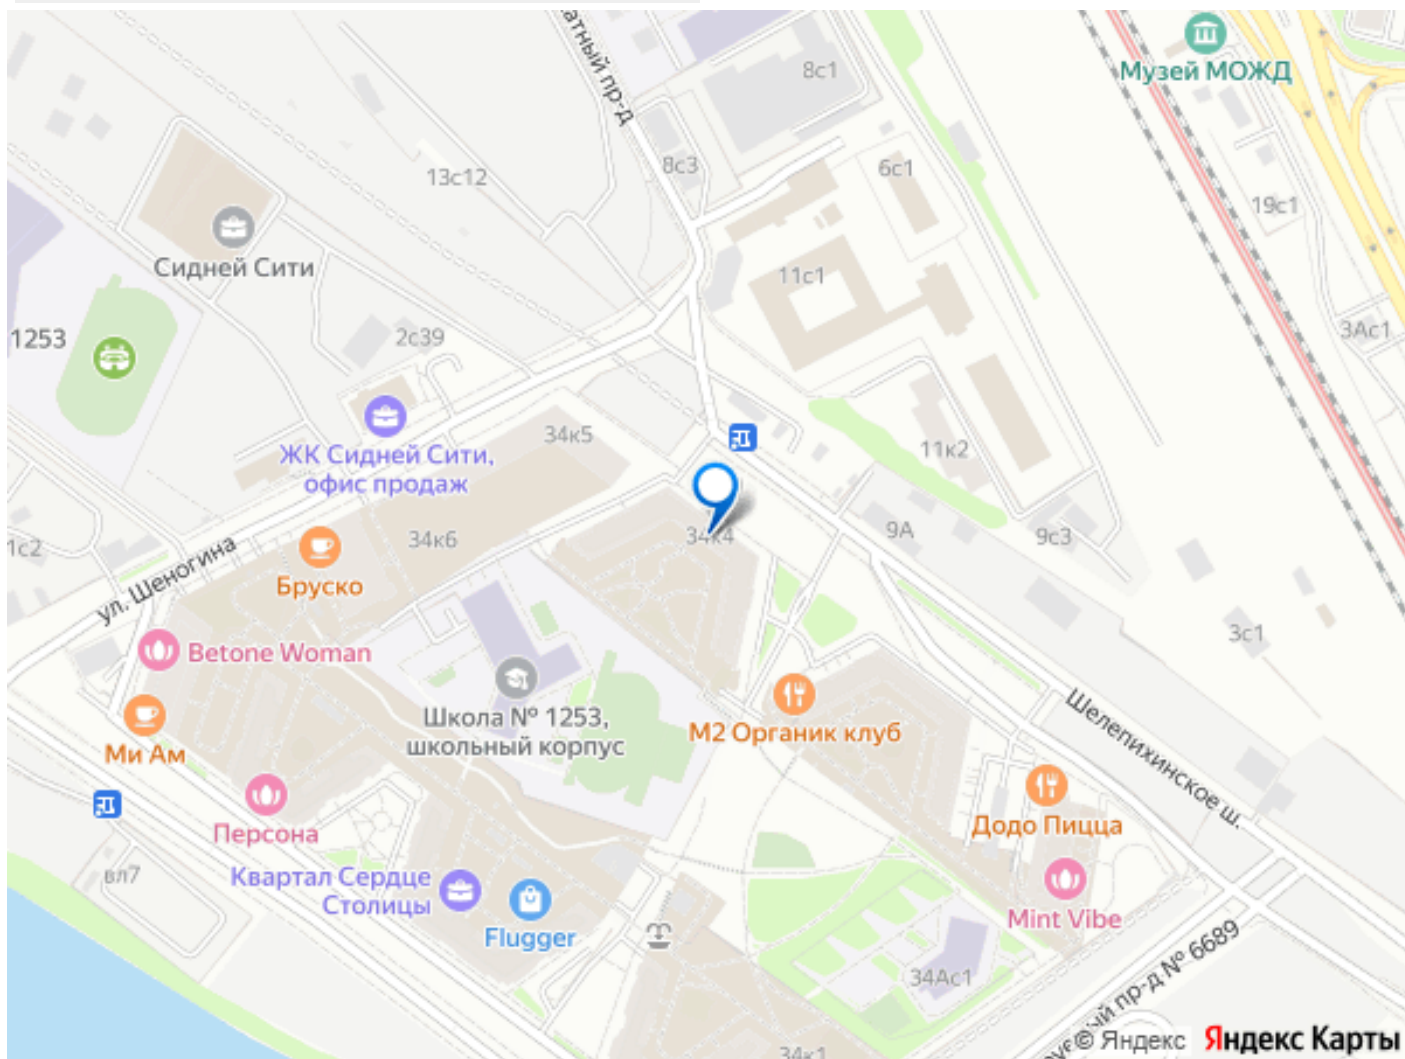 атный пр-д
8с1
Музей МОЖД
8с3
6с1
13с12
19с1
Сидней Сити
11с1
1253
2с39
3Ас1
34к5
ЖК Сидней Сити,
офис продаж
11к2
34к6
34к4
9А
9с3
1с2
ул. Шеногина
Бруско
3с1
Betone Woman
Школа № 1253,
школьный корпус
М2 Органик клуб
Шелепихинское ш.
Ми Ам
Додо Пицца
Персона
вл7
Квартал Сердце
Столицы
Flugger
Mint Vibe
34Ас1
ный пр-д № 6689
34к1
© Яндекс Яндекс Карты